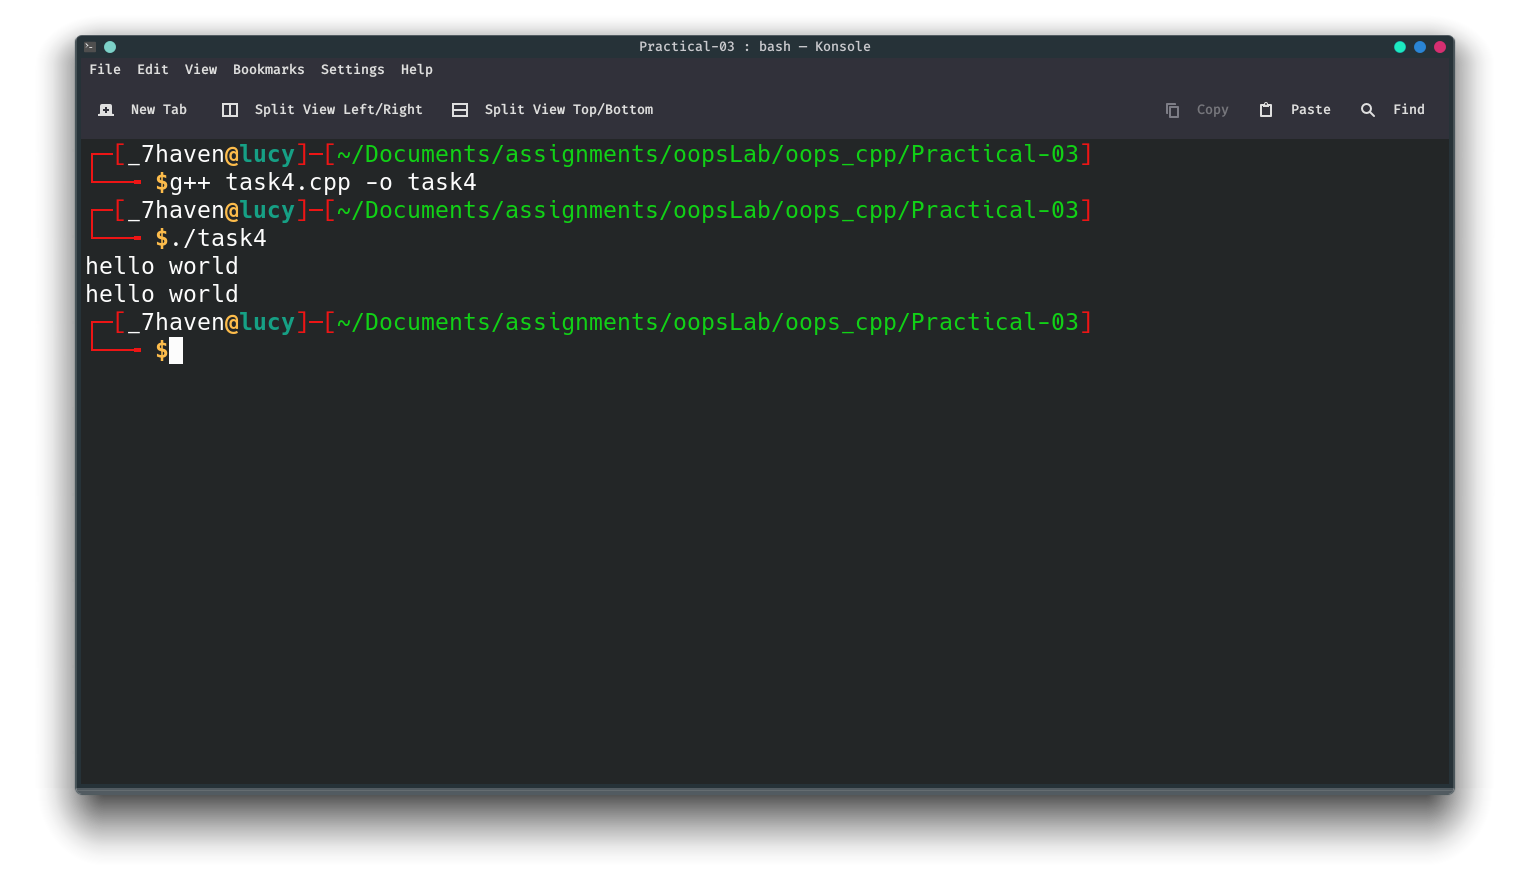 Practical-03 : bash — Konsole
File Edit View Bookmarks Settings Help
New Tab Split View Left/Right Split View Top/Bottom Copy Paste Find
┌─[_7haven@lucy]─[~/Documents/assignments/oopsLab/oops_cpp/Practical-03]
└──╼ $g++ task4.cpp -o task4
┌─[_7haven@lucy]─[~/Documents/assignments/oopsLab/oops_cpp/Practical-03]
└──╼ $./task4
hello world
hello world
┌─[_7haven@lucy]─[~/Documents/assignments/oopsLab/oops_cpp/Practical-03]
└──╼ $